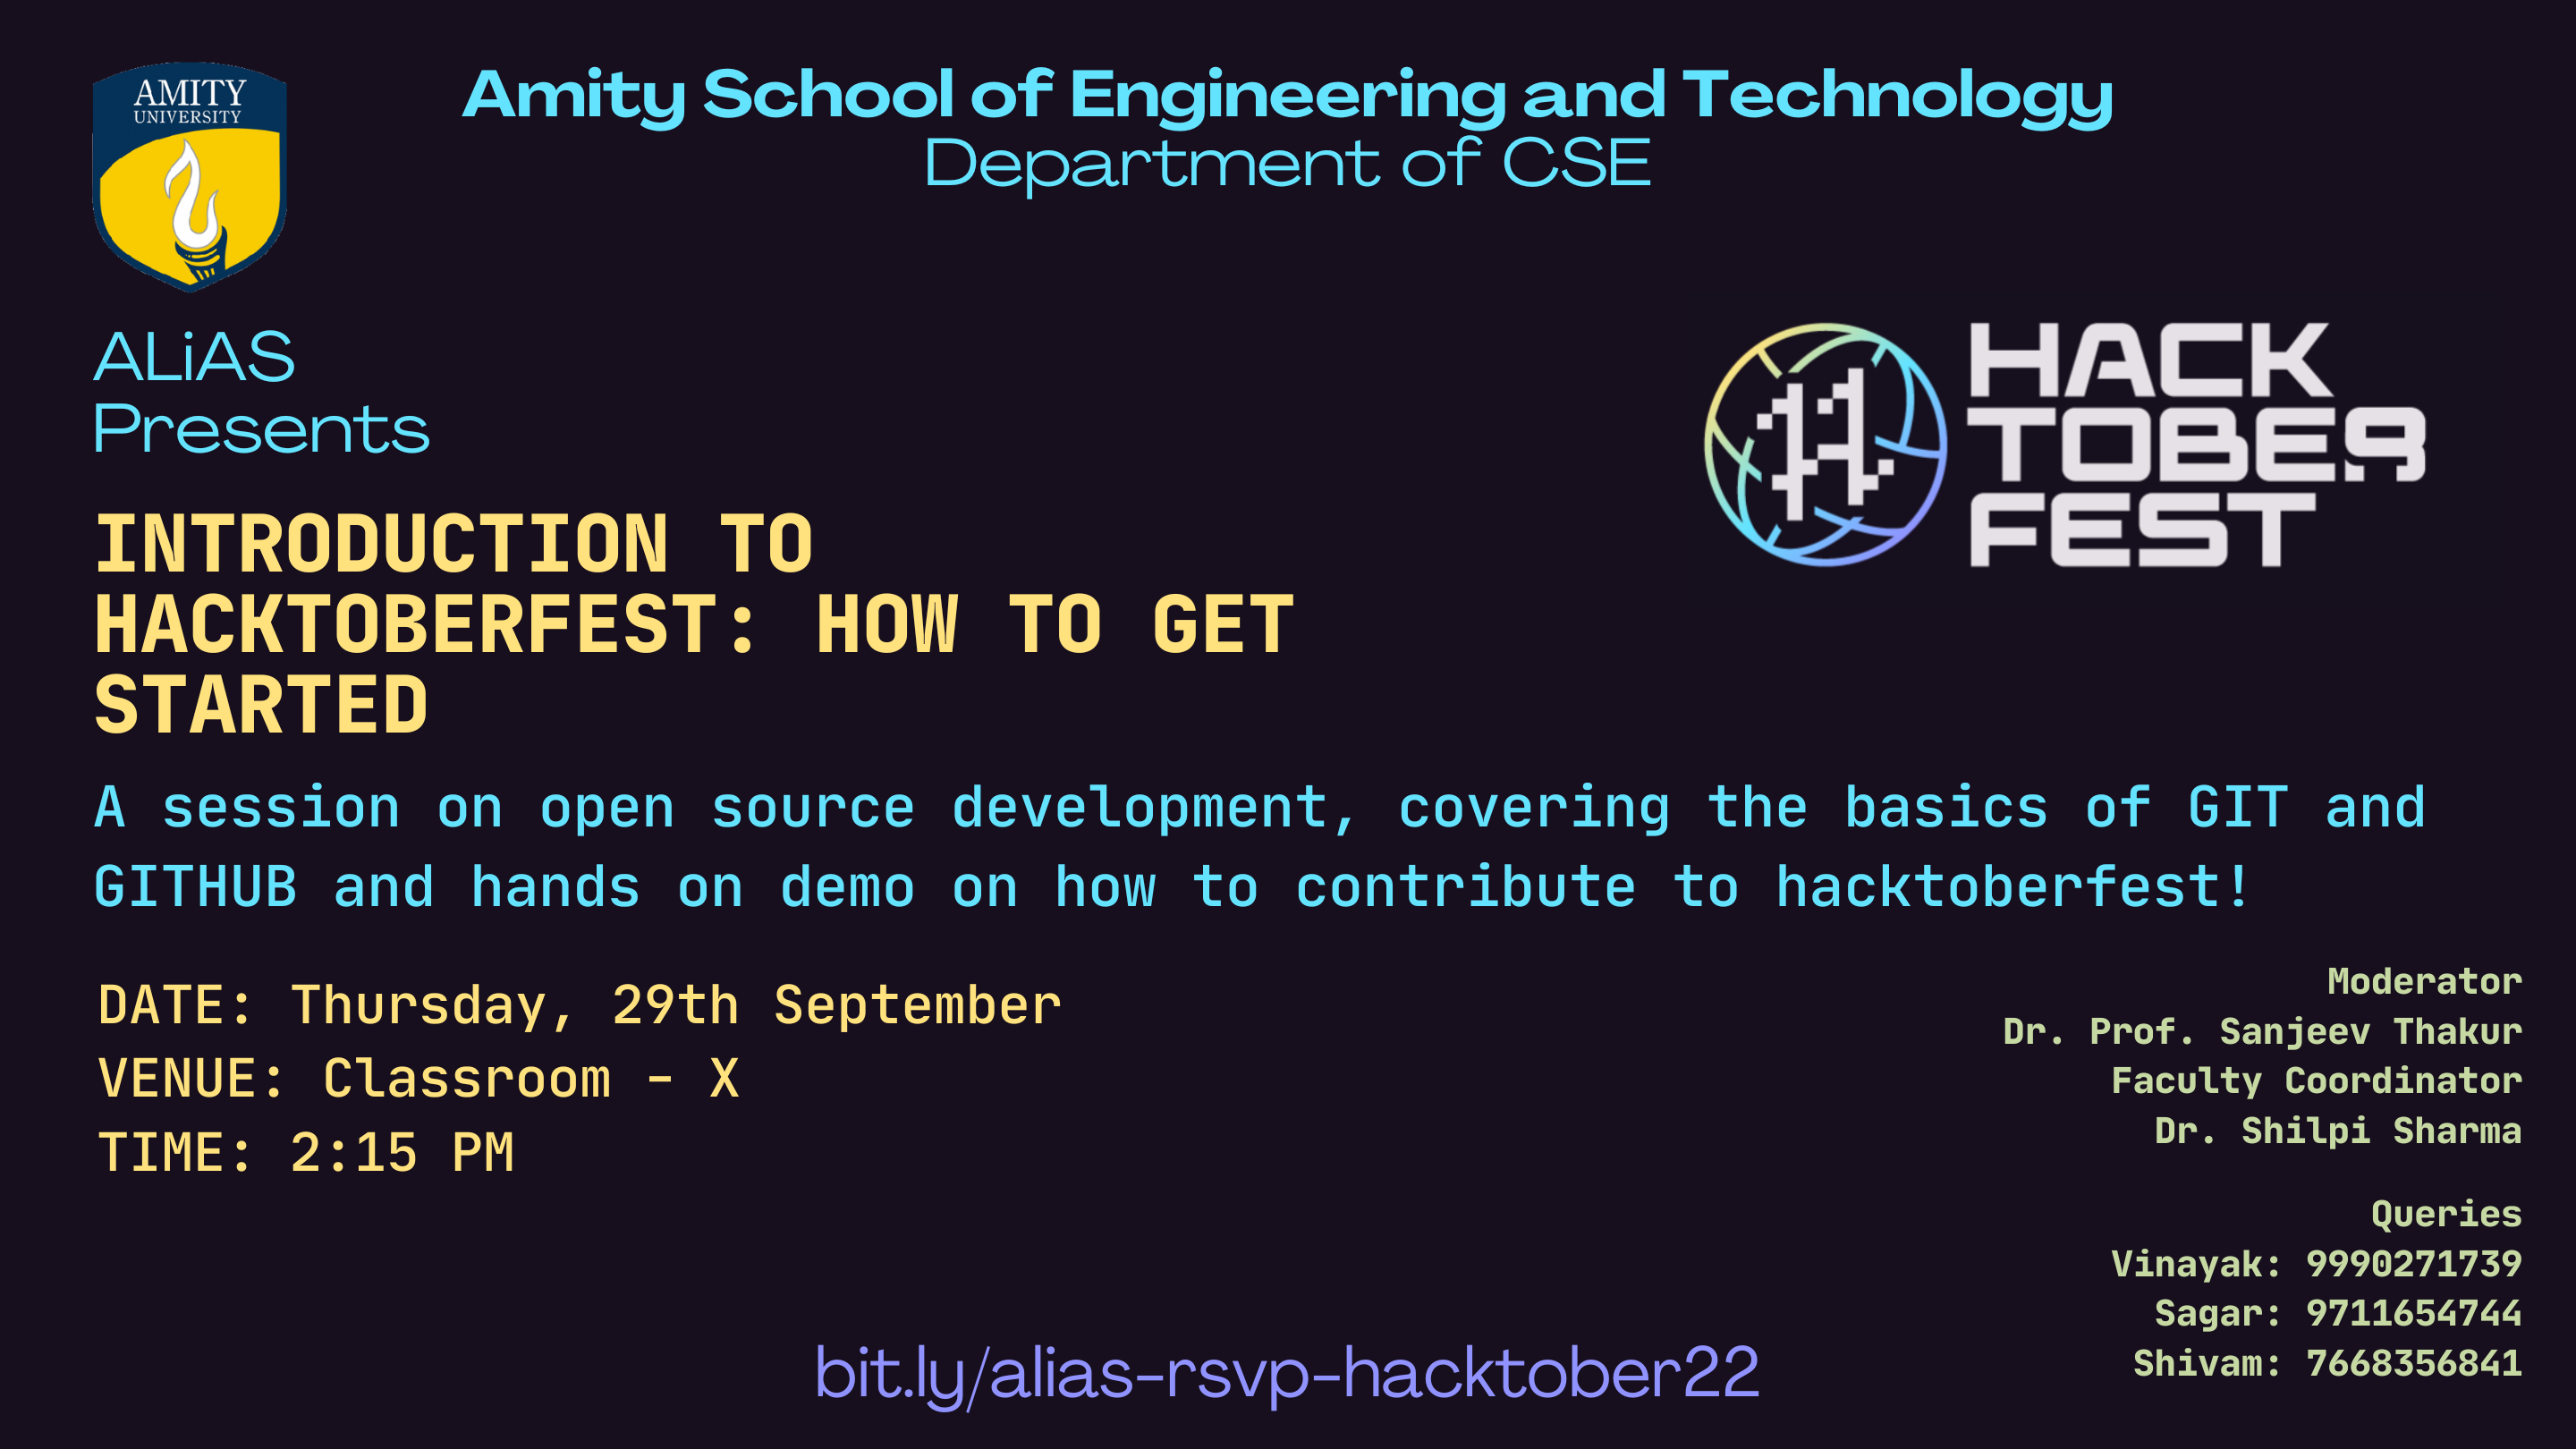 AMITY
UNIVERSITY
Amity School of Engineering and Technology
Department of CSE
ALiAS
Presents
HACK
TOBER
FEST
INTRODUCTION TO
HACKTOBERFEST: HOW TO GET
STARTED
A session on open source development, covering the basics of GIT and
GITHUB and hands on demo on how to contribute to hacktoberfest!
DATE: Thursday, 29th September
VENUE: Classroom - X
TIME: 2:15 PM
Moderator
Dr. Prof. Sanjeev Thakur
Faculty Coordinator
Dr. Shilpi Sharma
Queries
Vinayak: 9990271739
Sagar: 9711654744
Shivam: 7668356841
bit.ly/alias-rsvp-hacktober22